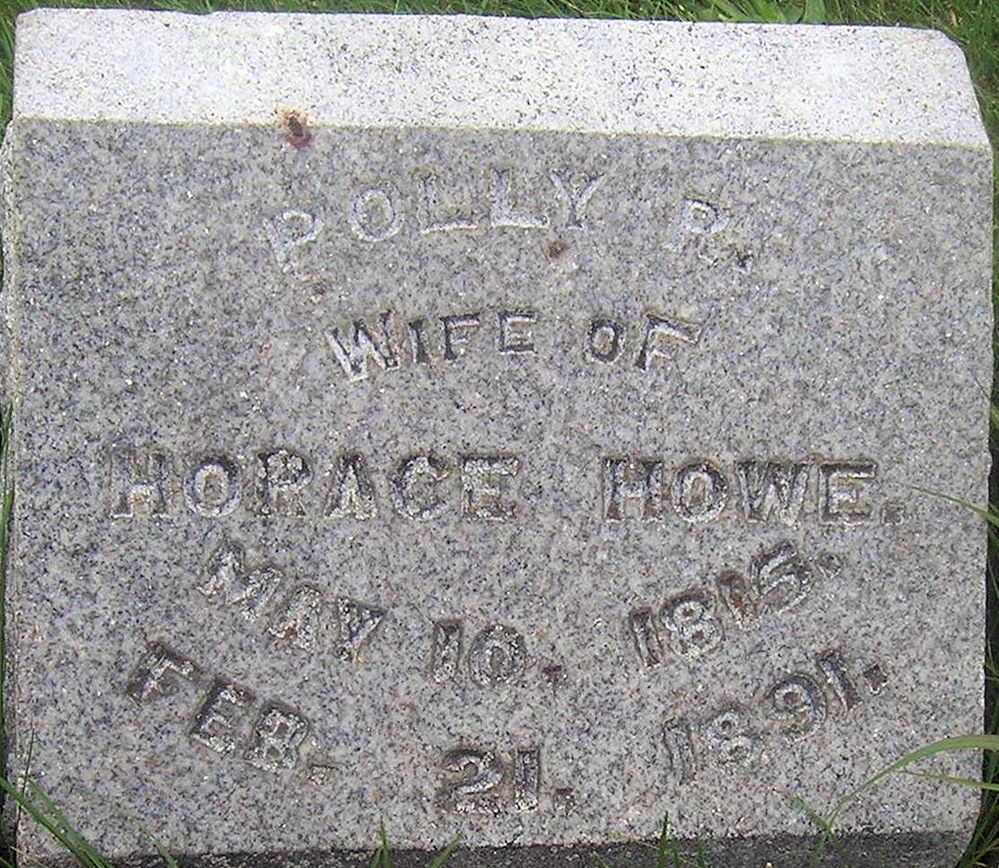 POLLY P.
WIFE OF
HORACE HOWE.
MAY 10, 1815.
FEB. 21, 1891.